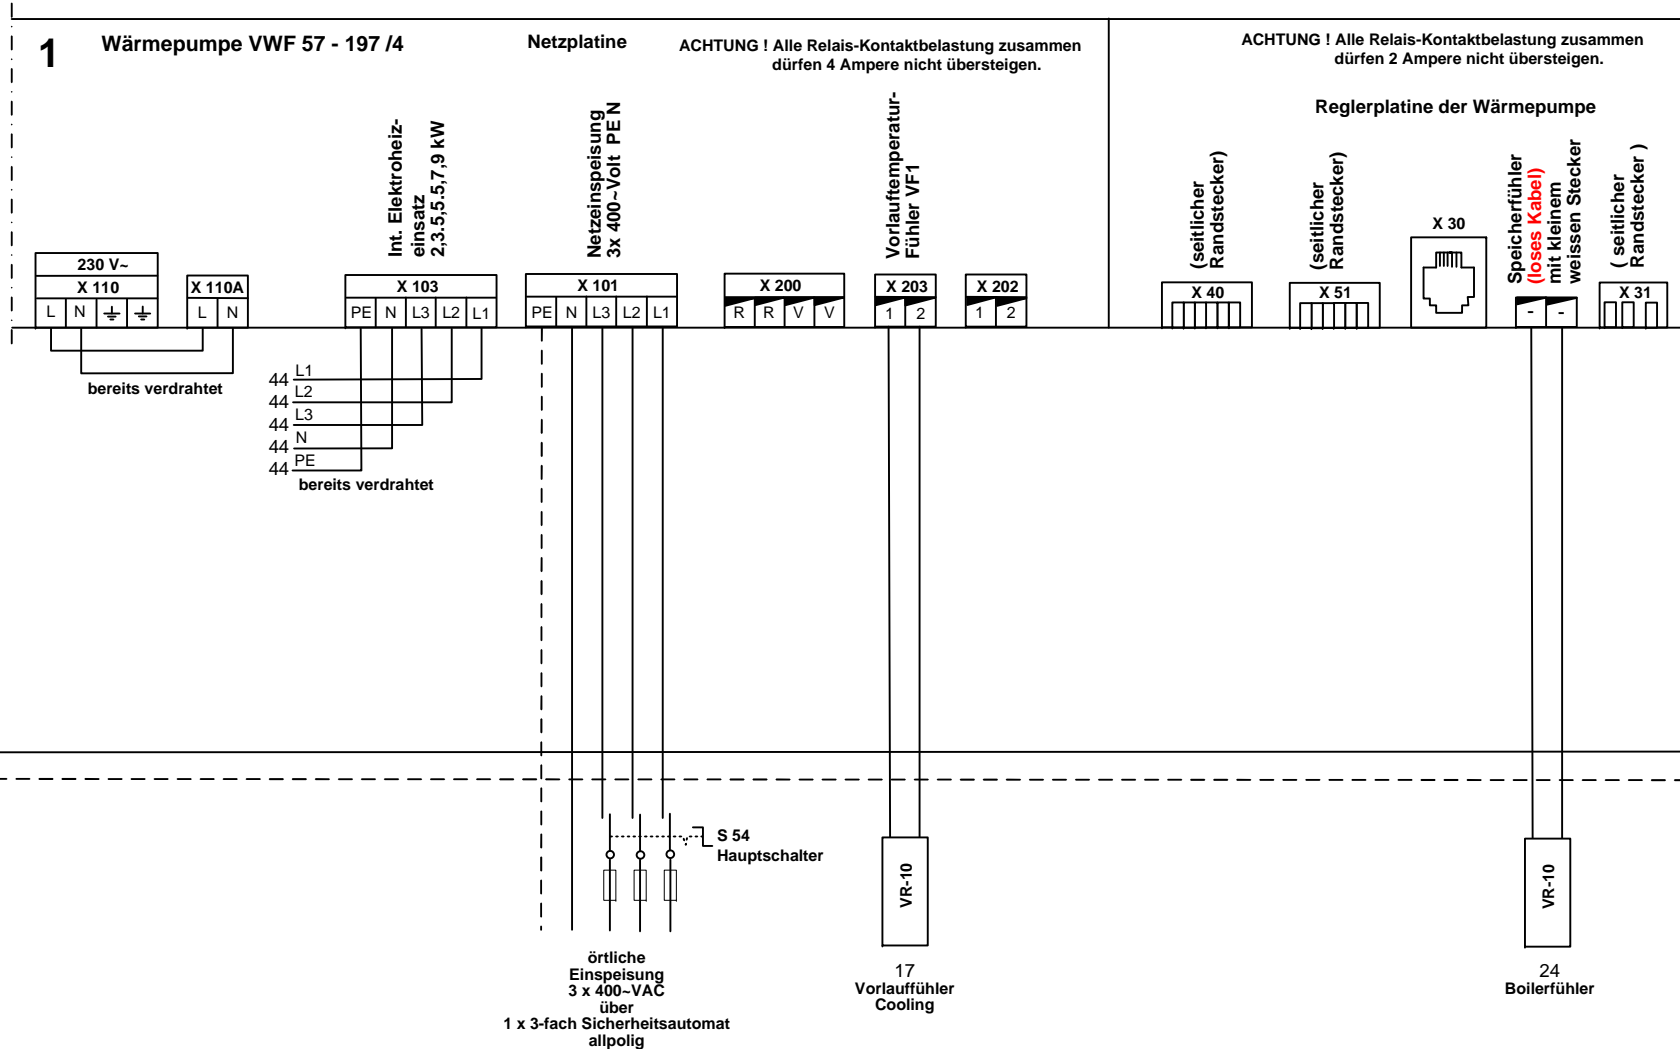 1
Wärmepumpe VWF 57 - 197 /4
Netzplatine
ACHTUNG ! Alle Relais-Kontaktbelastung zusammen
dürfen 4 Ampere nicht übersteigen.
ACHTUNG ! Alle Relais-Kontaktbelastung zusammen
dürfen 2 Ampere nicht übersteigen.
Reglerplatine der Wärmepumpe
Int. Elektroheiz-
einsatz
2,3.5,5.5,7,9 kW
Netzeinspeisung
3x 400~Volt PE N
Vorlauftemperatur-
Fühler VF1
(seitlicher
Randstecker)
(seitlicher
Randstecker)
X 30
Speicherfühler
(loses Kabel)
mit kleinem
weissen Stecker
( seitlicher
Randstecker )
230 V~
X 110
L N
X 110A
L N
X 103
PE N L3 L2 L1
X 101
PE N L3 L2 L1
X 200
R R V V
X 203
1 2
X 202
1 2
X 40
X 51
- -
X 31
bereits verdrahtet
44 L1
44 L2
44 L3
44 N
44 PE
bereits verdrahtet
S 54
Hauptschalter
VR-10
VR-10
örtliche
Einspeisung
3 x 400~VAC
über
1 x 3-fach Sicherheitsautomat
allpolig
17
Vorlauffühler
Cooling
24
Boilerfühler